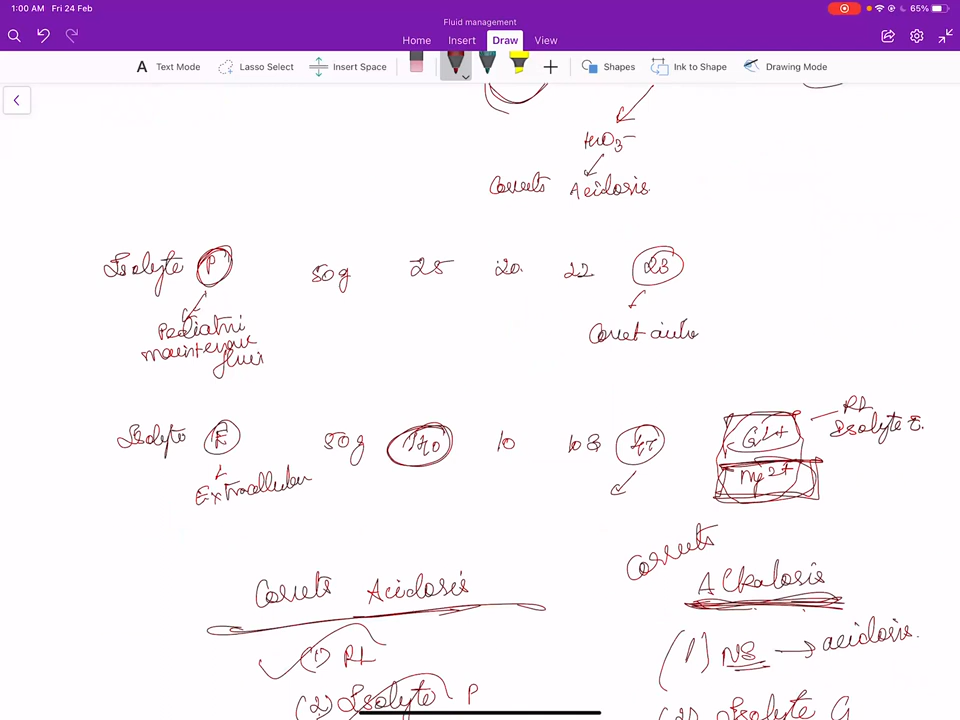 1:00 AM Fri 24 Feb 65%
Fluid management
Home Insert Draw View
Text Mode Lasso Select Insert Space Shapes Ink to Shape Drawing Mode
HCO3-
Corrects Acidosis
Isolyte P 50g 25 20 22 23
Pediatric
maintenance
fluid
Isolyte E 50g 140 10 103 47 Ca2+ RL
Isolyte E.
Mg2+
Extracellular
Corrects
Corrects Acidosis
Alkalosis
(1) RL
(1) NS → acidosis.
(2) Isolyte P
(2) Isolyte G